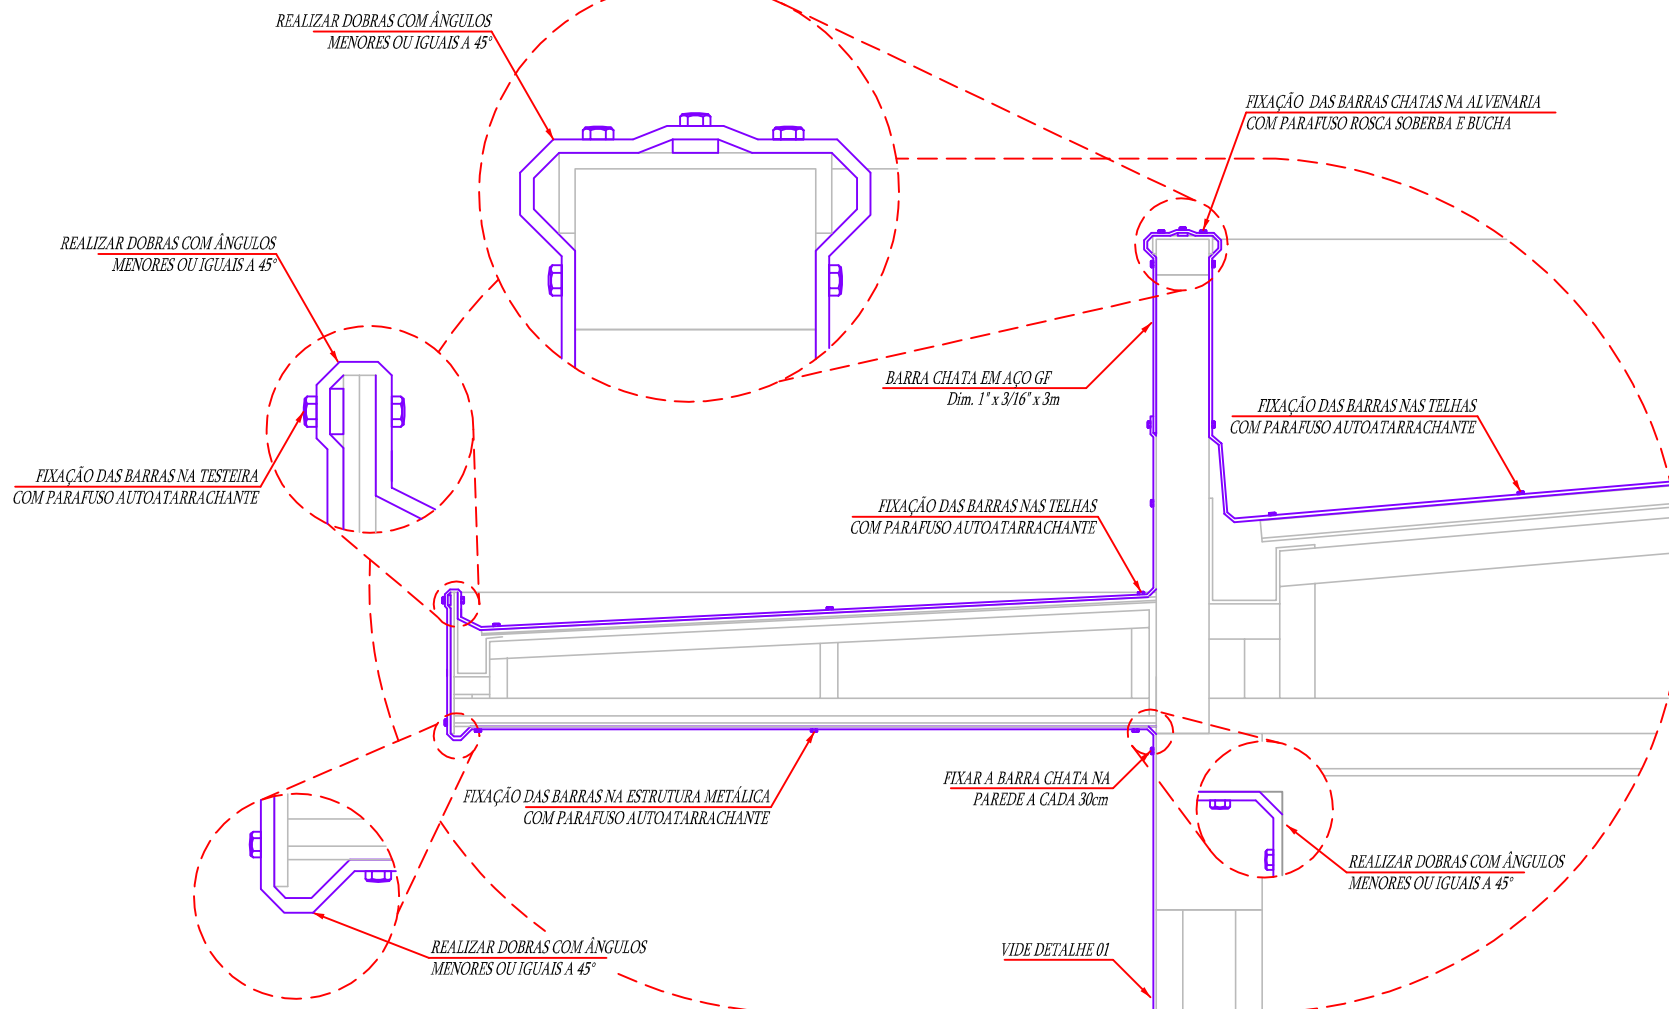 REALIZAR DOBRAS COM ÂNGULOS
MENORES OU IGUAIS A 45°
FIXAÇÃO DAS BARRAS CHATAS NA ALVENARIA
COM PARAFUSO ROSCA SOBERBA E BUCHA
REALIZAR DOBRAS COM ÂNGULOS
MENORES OU IGUAIS A 45°
BARRA CHATA EM AÇO GF
Dim. 1" x 3/16" x 3m
FIXAÇÃO DAS BARRAS NAS TELHAS
COM PARAFUSO AUTOATARRACHANTE
FIXAÇÃO DAS BARRAS NA TESTEIRA
COM PARAFUSO AUTOATARRACHANTE
FIXAÇÃO DAS BARRAS NAS TELHAS
COM PARAFUSO AUTOATARRACHANTE
FIXAÇÃO DAS BARRAS NA ESTRUTURA METÁLICA
COM PARAFUSO AUTOATARRACHANTE
FIXAR A BARRA CHATA NA
PAREDE A CADA 30cm
REALIZAR DOBRAS COM ÂNGULOS
MENORES OU IGUAIS A 45°
REALIZAR DOBRAS COM ÂNGULOS
MENORES OU IGUAIS A 45°
VIDE DETALHE 01